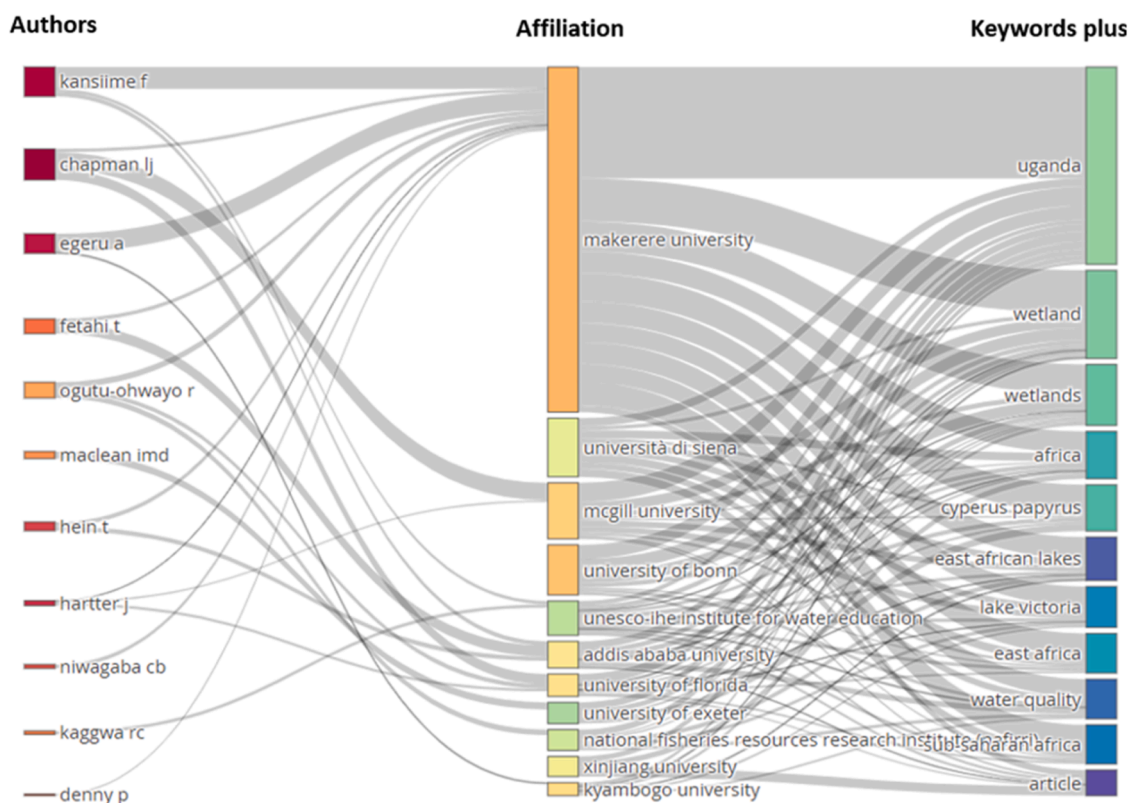 Authors
Affiliation
Keywords plus
kansiime f
chapman lj
egeru a
fetahi t
ogutu-ohwayo r
maclean imd
hein t
hartter j
niwagaba cb
kaggwa rc
denny p
makerere university
università di siena
mcgill university
university of bonn
unesco-ihe institute for water education
addis ababa university
university of florida
university of exeter
national fisheries resources research institute (nafirri)
xinjiang university
kyambogo university
uganda
wetland
wetlands
africa
cyperus papyrus
east african lakes
lake victoria
east africa
water quality
sub-saharan africa
article